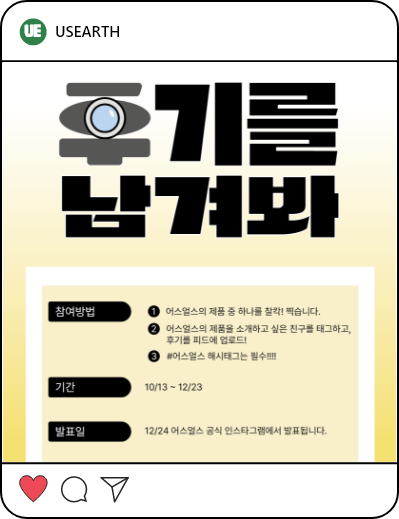 UE USEARTH
후기를
남겨봐
참여방법
1 어스얼스의 제품 중 하나를 찰칵! 찍습니다.
2 어스얼스의 제품을 소개하고 싶은 친구를 태그하고,
후기를 피드에 업로드!
3 #어스얼스 해시태그는 필수!!!!
기간
10/13 ~ 12/23
발표일
12/24 어스얼스 공식 인스타그램에서 발표됩니다.